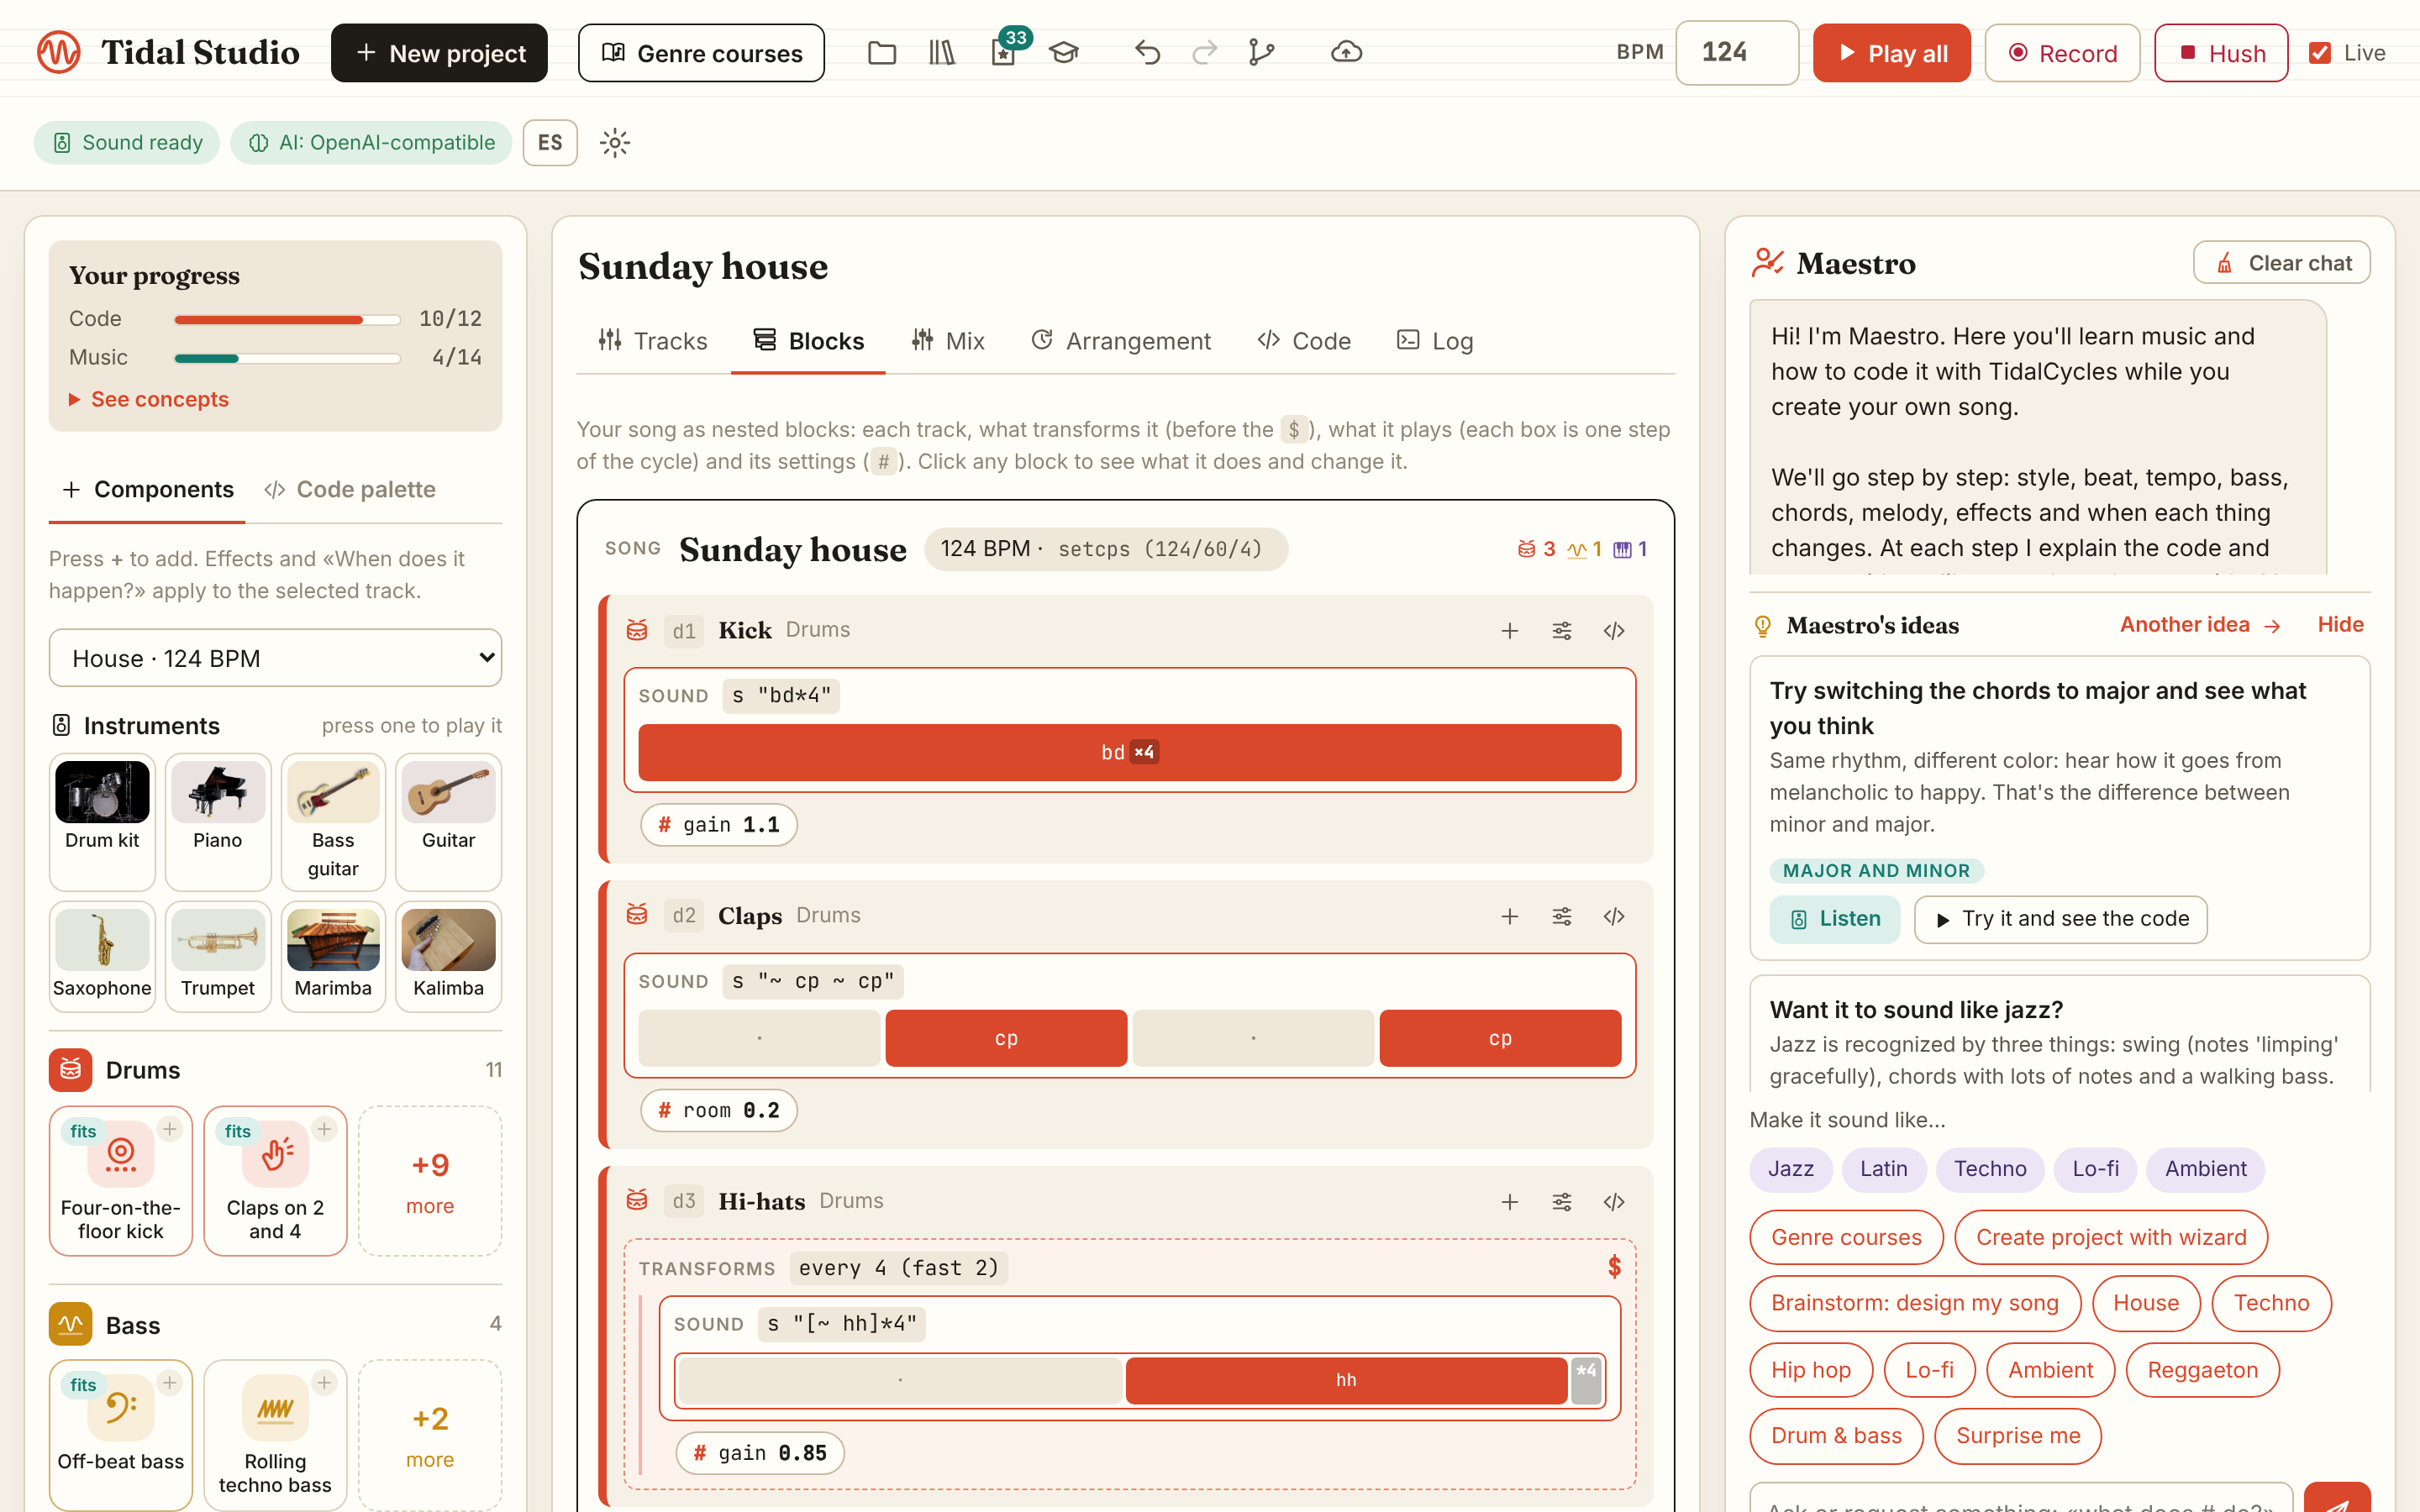 Tidal Studio
New project
Genre courses
33
BPM
124
Play all
Record
Hush
Live
Sound ready
AI: OpenAI-compatible
ES
Your progress
Code 10/12
Music 4/14
See concepts
Components
Code palette
Press + to add. Effects and «When does it
happen?» apply to the selected track.
House · 124 BPM
Instruments
press one to play it
Drum kit
Piano
Bass
guitar
Guitar
Saxophone
Trumpet
Marimba
Kalimba
Drums
11
fits
Four-on-the-
floor kick
fits
Claps on 2
and 4
+9
more
Bass
4
fits
Off-beat bass
Rolling
techno bass
+2
more
Sunday house
Tracks
Blocks
Mix
Arrangement
Code
Log
Your song as nested blocks: each track, what transforms it (before the $), what it plays (each box is one step
of the cycle) and its settings (#). Click any block to see what it does and change it.
SONG
Sunday house
124 BPM · setcps (124/60/4)
3
1
1
d1
Kick
Drums
SOUND
s "bd*4"
bd ×4
# gain 1.1
d2
Claps
Drums
SOUND
s "~ cp ~ cp"
·
cp
·
cp
# room 0.2
d3
Hi-hats
Drums
TRANSFORMS
every 4 (fast 2)
$
SOUND
s "[~ hh]*4"
·
hh
*4
# gain 0.85
Maestro
Clear chat
Hi! I'm Maestro. Here you'll learn music and
how to code it with TidalCycles while you
create your own song.
We'll go step by step: style, beat, tempo, bass,
chords, melody, effects and when each thing
changes. At each step I explain the code and
Maestro's ideas
Another idea →
Hide
Try switching the chords to major and see what
you think
Same rhythm, different color: hear how it goes from
melancholic to happy. That's the difference between
minor and major.
MAJOR AND MINOR
Listen
Try it and see the code
Want it to sound like jazz?
Jazz is recognized by three things: swing (notes 'limping'
gracefully), chords with lots of notes and a walking bass.
Make it sound like...
Jazz
Latin
Techno
Lo-fi
Ambient
Genre courses
Create project with wizard
Brainstorm: design my song
House
Techno
Hip hop
Lo-fi
Ambient
Reggaeton
Drum & bass
Surprise me
Ask or request something: «what does # do?»